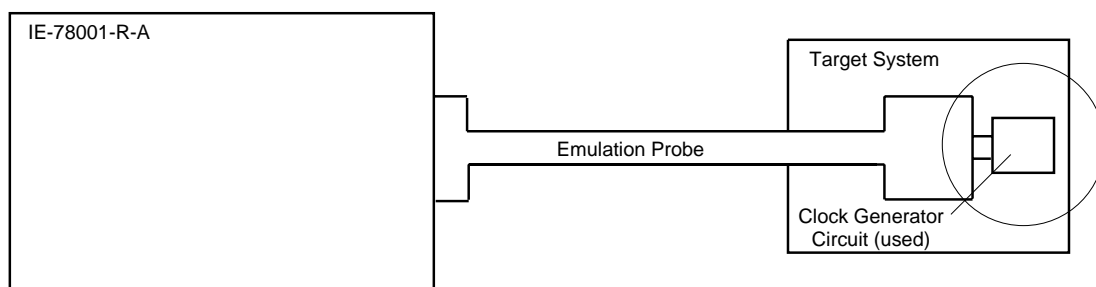 IE-78001-R-A
Target System
Emulation Probe
Clock Generator
Circuit (used)